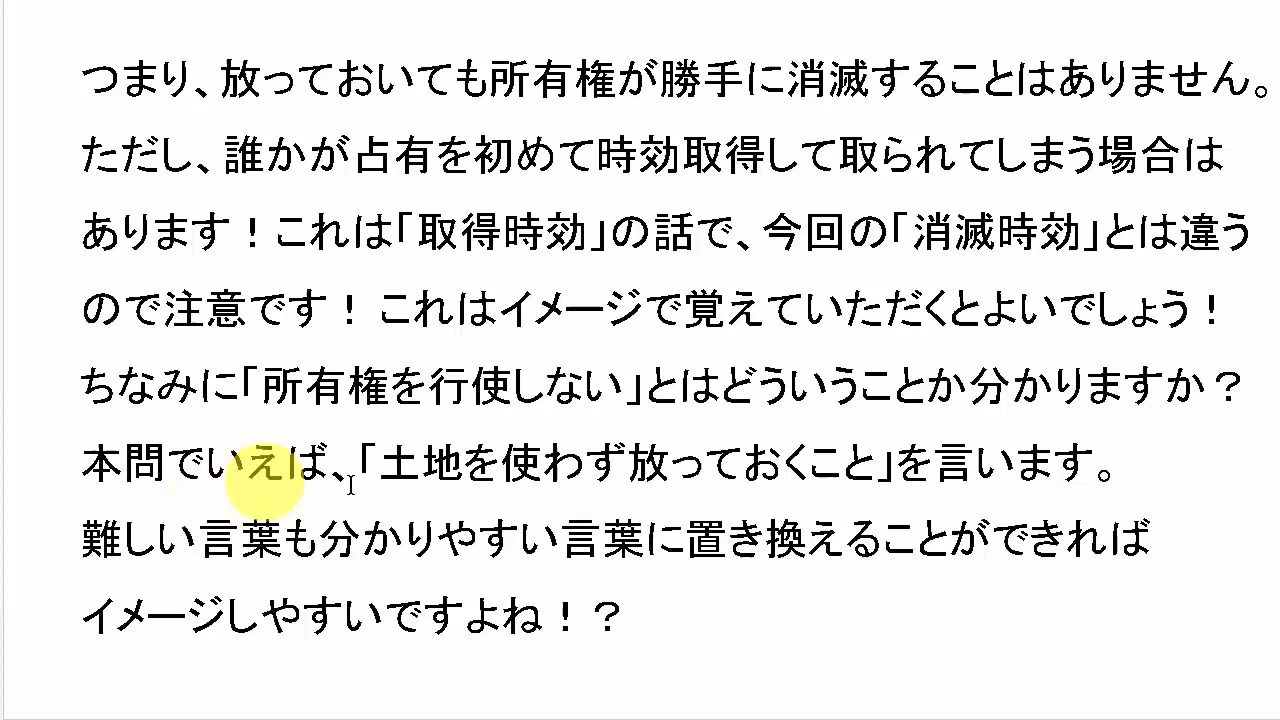 つまり、放っておいても所有権が勝手に消滅することはありません。
ただし、誰かが占有を初めて時効取得して取られてしまう場合は
あります！これは「取得時効」の話で、今回の「消滅時効」とは違う
ので注意です！ これはイメージで覚えていただくとよいでしょう！
ちなみに「所有権を行使しない」とはどういうことか分かりますか？
本問でいえば、「土地を使わず放っておくこと」を言います。
難しい言葉も分かりやすい言葉に置き換えることができれば
イメージしやすいですよね！？